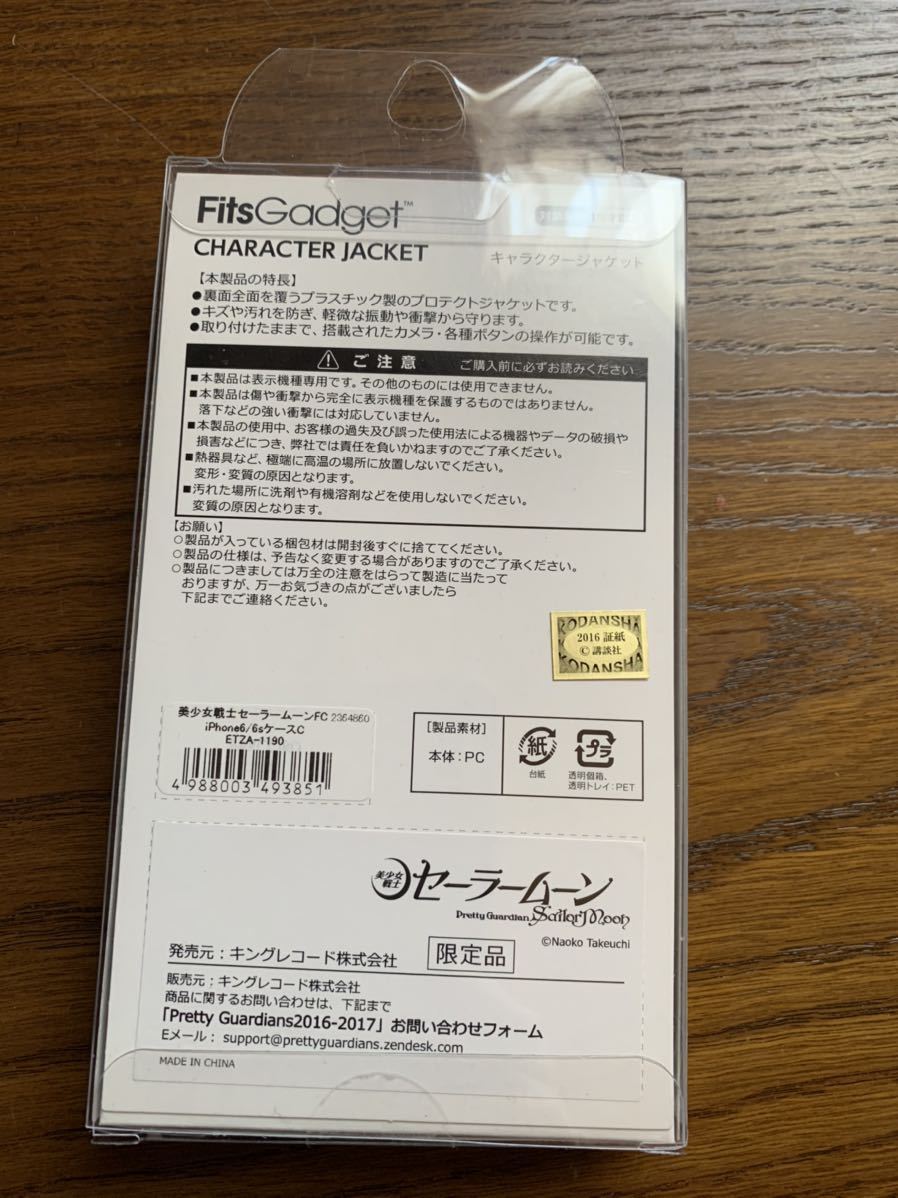 FitsGadget™
CHARACTER JACKET
キャラクタージャケット
【本製品の特長】
●裏面全面を覆うプラスチック製のプロテクトジャケットです。
●キズや汚れを防ぎ、軽微な振動や衝撃から守ります。
●取り付けたままで、搭載されたカメラ・各種ボタンの操作が可能です。
ご注意 ご購入前に必ずお読みください
■本製品は表示機種専用です。その他のものには使用できません。
■本製品は傷や衝撃から完全に表示機種を保護するものではありません。
落下などの強い衝撃には対応していません。
■本製品の使用中、お客様の過失及び誤った使用法による機器やデータの破損や
損害などにつき、弊社では責任を負いかねますのでご了承ください。
■熱器具など、極端に高温の場所に放置しないでください。
変形・変質の原因となります。
■汚れた場所に洗剤や有機溶剤などを使用しないでください。
変質の原因となります。
【お願い】
○製品が入っている梱包材は開封後すぐに捨ててください。
○製品の仕様は、予告なく変更する場合がありますのでご了承ください。
○製品につきましては万全の注意をはらって製造に当たって
おりますが、万一お気づきの点がございましたら
下記までご連絡ください。
KODANSHA
2016 証紙
© 講談社
KODANSHA
美少女戦士セーラームーンFC 2364860
iPhone6/6sケースC
ETZA-1190
4 988003 493851
【製品素材】
本体：PC
紙
台紙
プラ
透明個箱、
透明トレイ：PET
美少女
戦士
セーラームーン
Pretty Guardian Sailor Moon
©Naoko Takeuchi
発売元：キングレコード株式会社 限定品
販売元：キングレコード株式会社
商品に関するお問い合わせは、下記まで
「Pretty Guardians2016-2017」お問い合わせフォーム
Eメール： support@prettyguardians.zendesk.com
MADE IN CHINA